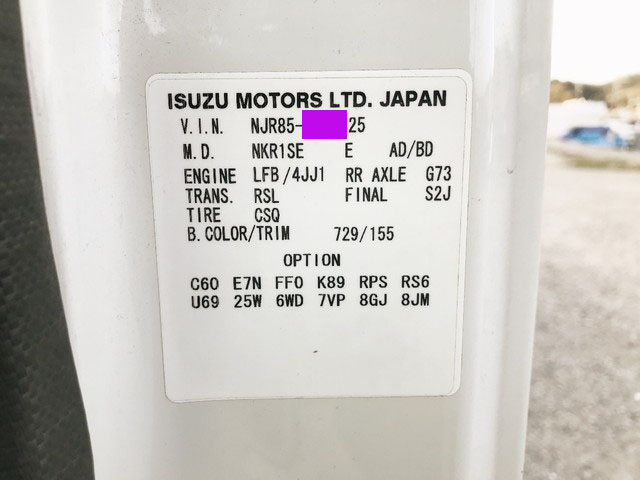 ISUZU MOTORS LTD. JAPAN
V.I.N. NJR85- 25
M.D. NKR1SE E AD/BD
ENGINE LFB/4JJ1 RR AXLE G73
TRANS. RSL FINAL S2J
TIRE CSQ
B.COLOR/TRIM 729/155
OPTION
C60 E7N FF0 K89 RPS RS6
U69 25W 6WD 7VP 8GJ 8JM